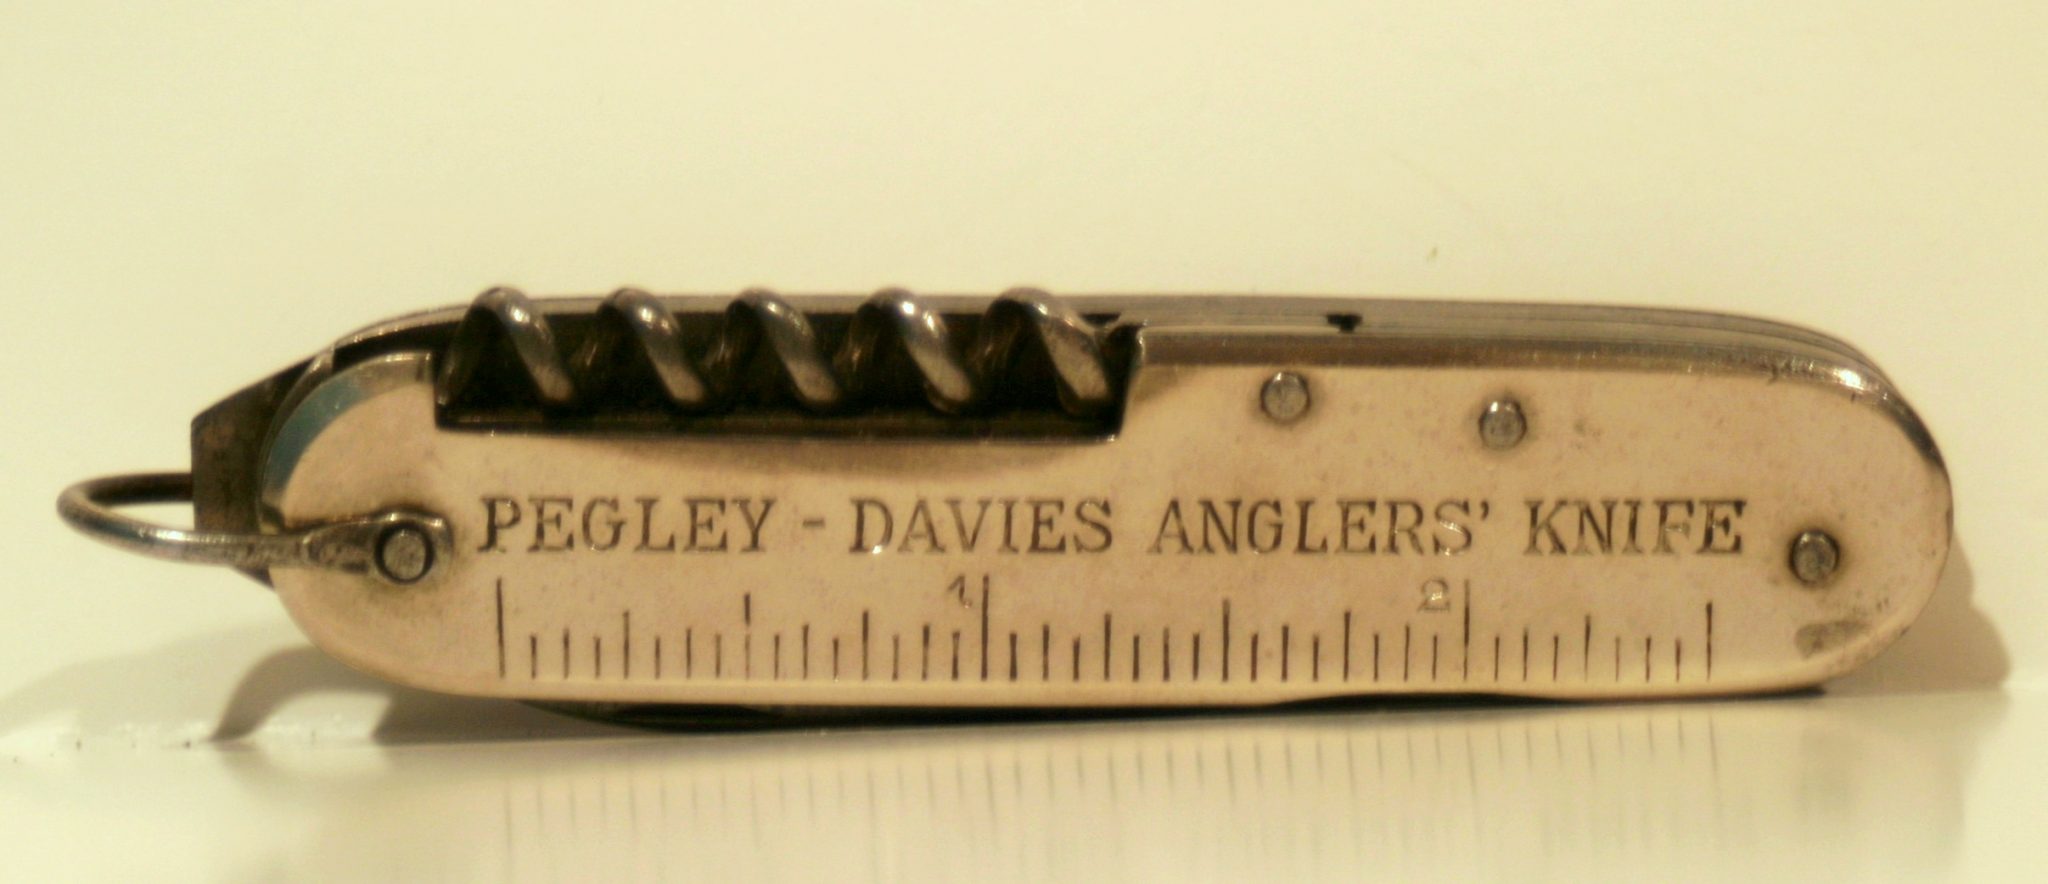 PEGLEY - DAVIES ANGLERS' KNIFE
1 2